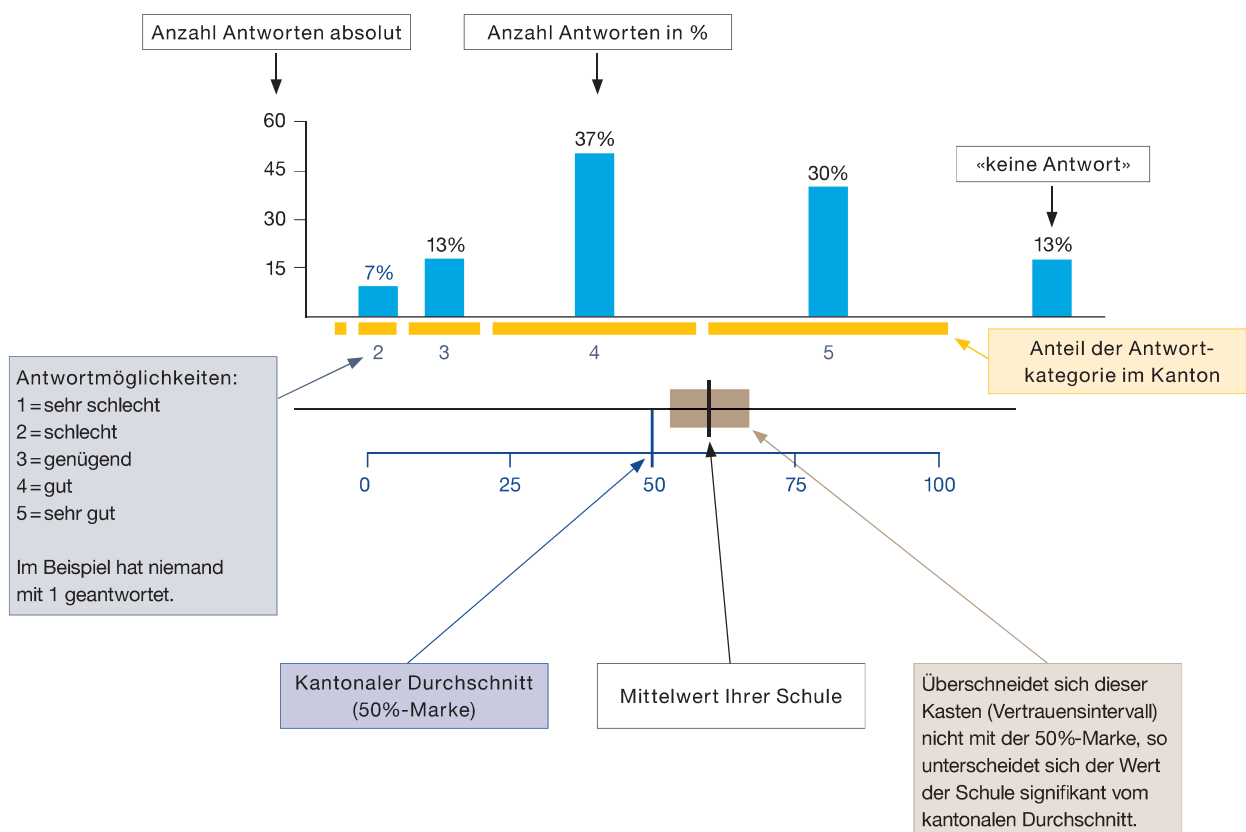 Anzahl Antworten absolut
Anzahl Antworten in %
«keine Antwort»
60
45
30
15
7%
13%
37%
30%
13%
2
3
4
5
Anteil der Antwort-
kategorie im Kanton
Antwortmöglichkeiten:
1=sehr schlecht
2=schlecht
3=genügend
4=gut
5=sehr gut
Im Beispiel hat niemand
mit 1 geantwortet.
0
25
50
75
100
Kantonaler Durchschnitt
(50%-Marke)
Mittelwert Ihrer Schule
Überschneidet sich dieser
Kasten (Vertrauensintervall)
nicht mit der 50%-Marke, so
unterscheidet sich der Wert
der Schule signifikant vom
kantonalen Durchschnitt.